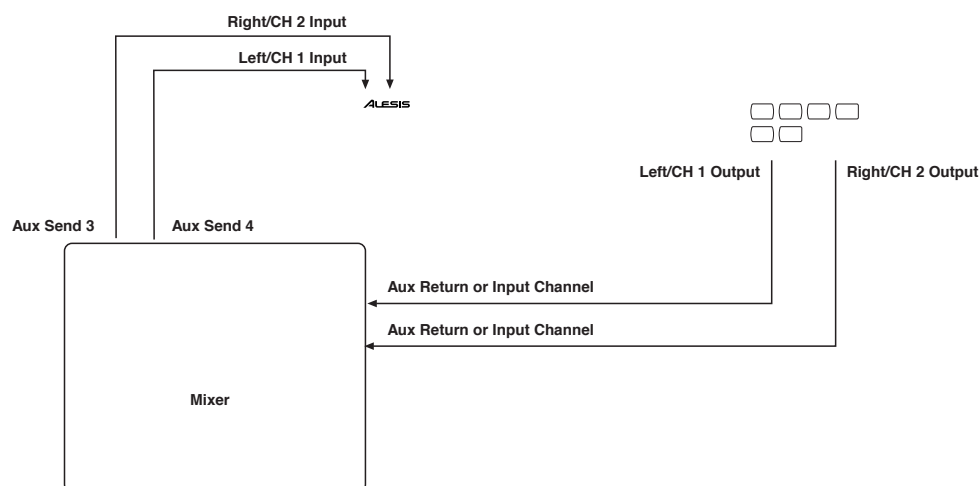 Right/CH 2 Input
Left/CH 1 Input
ALESIS
Left/CH 1 Output
Right/CH 2 Output
Aux Send 3
Aux Send 4
Aux Return or Input Channel
Aux Return or Input Channel
Mixer